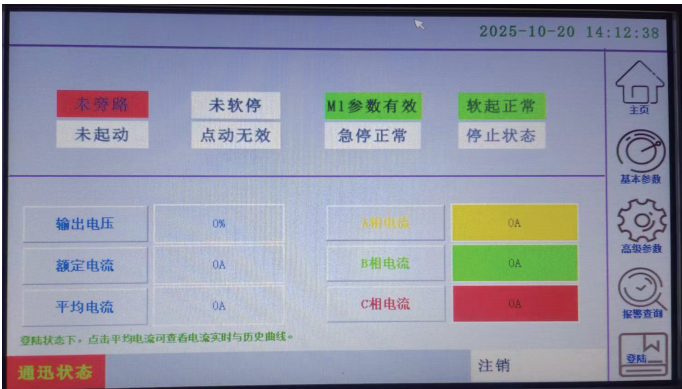 2025-10-20 14:12:38
未旁路 未软停 M1参数有效 软起正常
未起动 点动无效 急停正常 停止状态
输出电压 0% A相电流 0A
额定电流 0A B相电流 0A
平均电流 0A C相电流 0A
登陆状态下，点击平均电流可查看电流实时与历史曲线。
通迅状态 注销
主页
基本参数
高级参数
报警查询
登陆